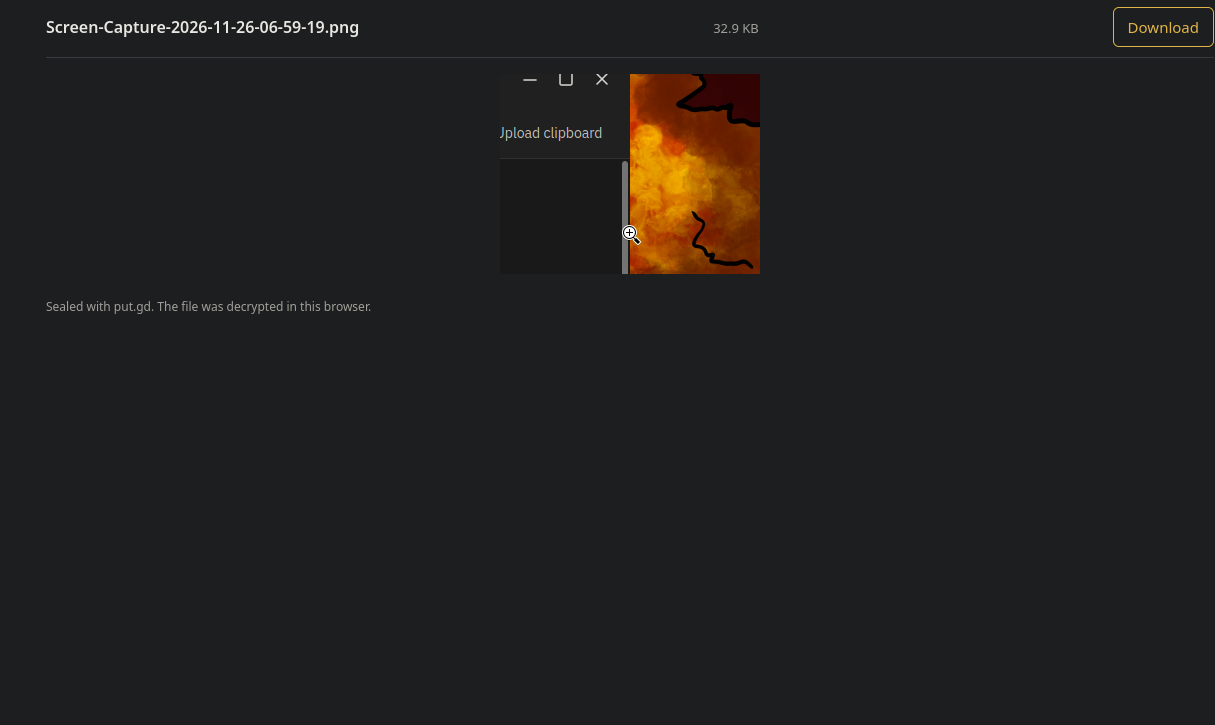 Screen-Capture-2026-11-26-06-59-19.png
32.9 KB
Download
Upload clipboard
Sealed with put.gd. The file was decrypted in this browser.